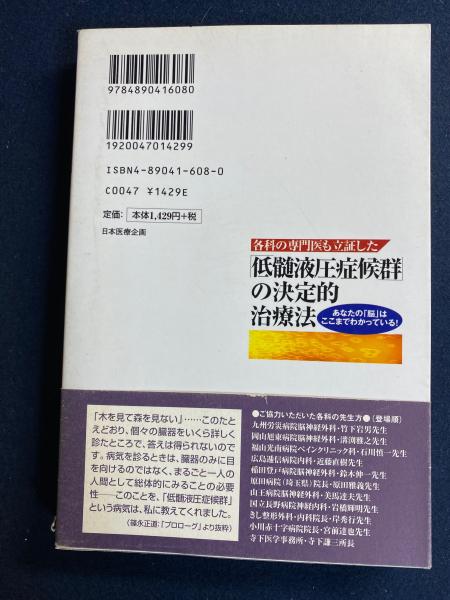 9784890416080
1920047014299
ISBN4-89041-608-0
C0047 ¥1429E
定価: 本体1,429円+税
日本医療企画
各科の専門医も立証した
「低髄液圧症候群」
の決定的
治療法
あなたの「脳」は
ここまでわかっている!
「木を見て森を見ない」……このたと
えどおり、個々の臓器をいくら詳しく
診たところで、答えは得られないので
す。病気を診るときは、臓器のみに目
を向けるのではなく、まるごと一人の
人間として総体的にみることの必要
性──このことを、「低髄液圧症候群」
という病気は、私に教えてくれました。
(篠永正道:「プロローグ」より抜粋)
●ご協力いただいた各科の先生方●(登場順)
九州労災病院脳神経外科・竹下岩男先生
岡山旭東病院脳神経外科・溝渕雅之先生
福山光南病院ペインクリニック科・石川慎一先生
広島逓信病院内科・近藤直樹先生
稲田登戸病院脳神経外科・鈴木伸一先生
原田病院(埼玉県)院長・原田雅義先生
山王病院脳神経外科・美馬達夫先生
国立長野病院脳神経内科・岩橋輝明先生
きし整形外科・内科院長・岸秀行先生
小川赤十字病院院長・宮前達也先生
寺下医学事務所・寺下謙三所長